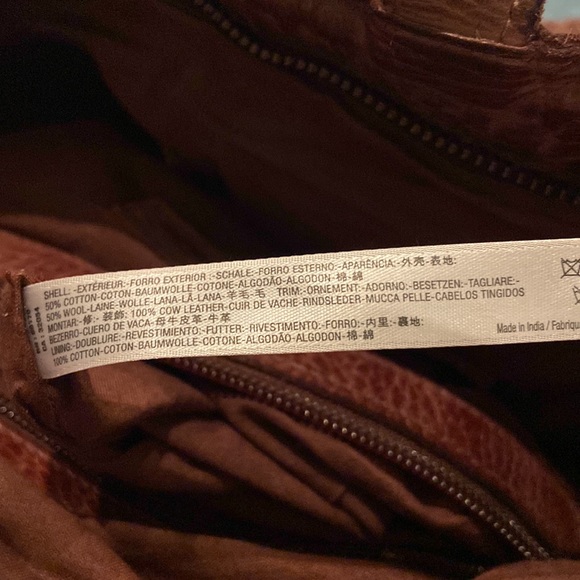 SHELL:-EXTÉRIEUR:-FORRO EXTERIOR:-SCHALE:-FORRO ESTERNO:-APARÊNCIA:-外壳-表地:
50% COTTON-COTON-BAUMWOLLE-COTONE-ALGODÃO-ALGODON-棉-綿
50% WOOL-LAINE-WOLLE-LANA-LÃ-LANA-羊毛-毛 TRIM:-ORNEMENT:-ADORNO:-BESETZEN:-TAGLIARE:-
MONTAR:-修:-装飾: 100% COW LEATHER-CUIR DE VACHE-RINDSLEDER-MUCCA PELLE-CABELOS TINGIDOS
BEZERRO-CUERO DE VACA-母牛皮革-牛革
LINING:-DOUBLURE:-REVESTIMIENTO:-FUTTER:-RIVESTIMENTO:-FORRO:-内里:-裏地:
100% COTTON-COTON-BAUMWOLLE-COTONE-ALGODÃO-ALGODON-棉-綿
Made in India / Fabriqu